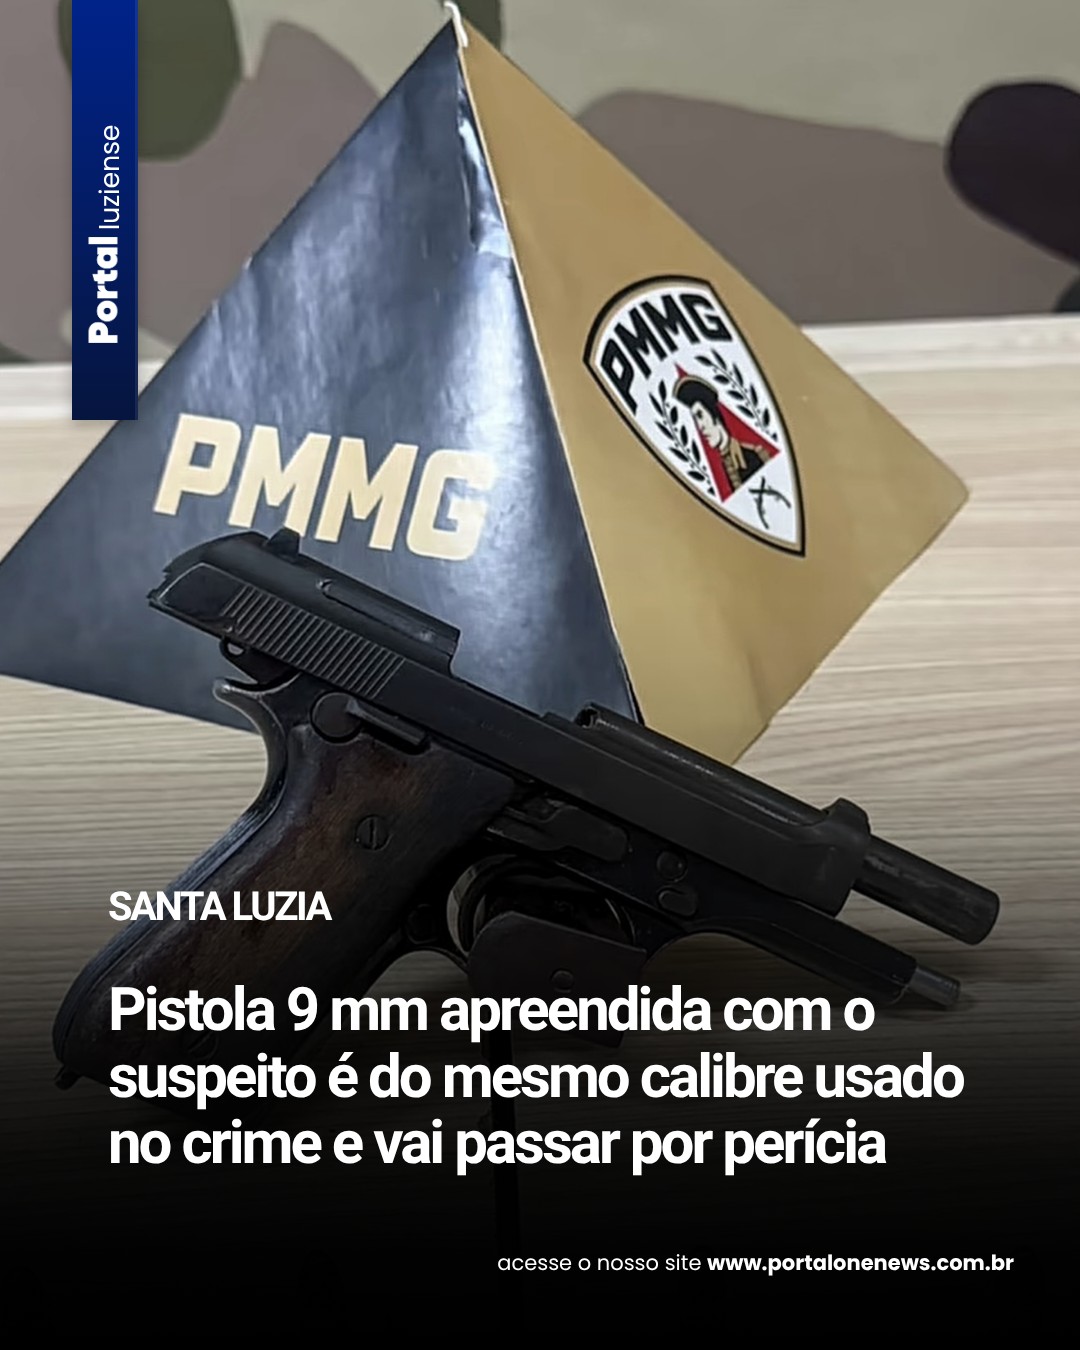 Portal luziense
PMMG
PMMG
SANTA LUZIA
Pistola 9 mm apreendida com o
suspeito é do mesmo calibre usado
no crime e vai passar por perícia
acesse o nosso site www.portalonenews.com.br